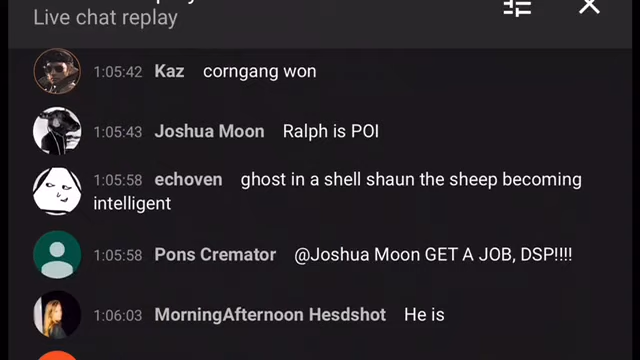 Live chat replay
1:05:42 Kaz corngang won
1:05:43 Joshua Moon Ralph is POI
1:05:58 echoven ghost in a shell shaun the sheep becoming
intelligent
1:05:58 Pons Cremator @Joshua Moon GET A JOB, DSP!!!!
1:06:03 MorningAfternoon Hesdshot He is